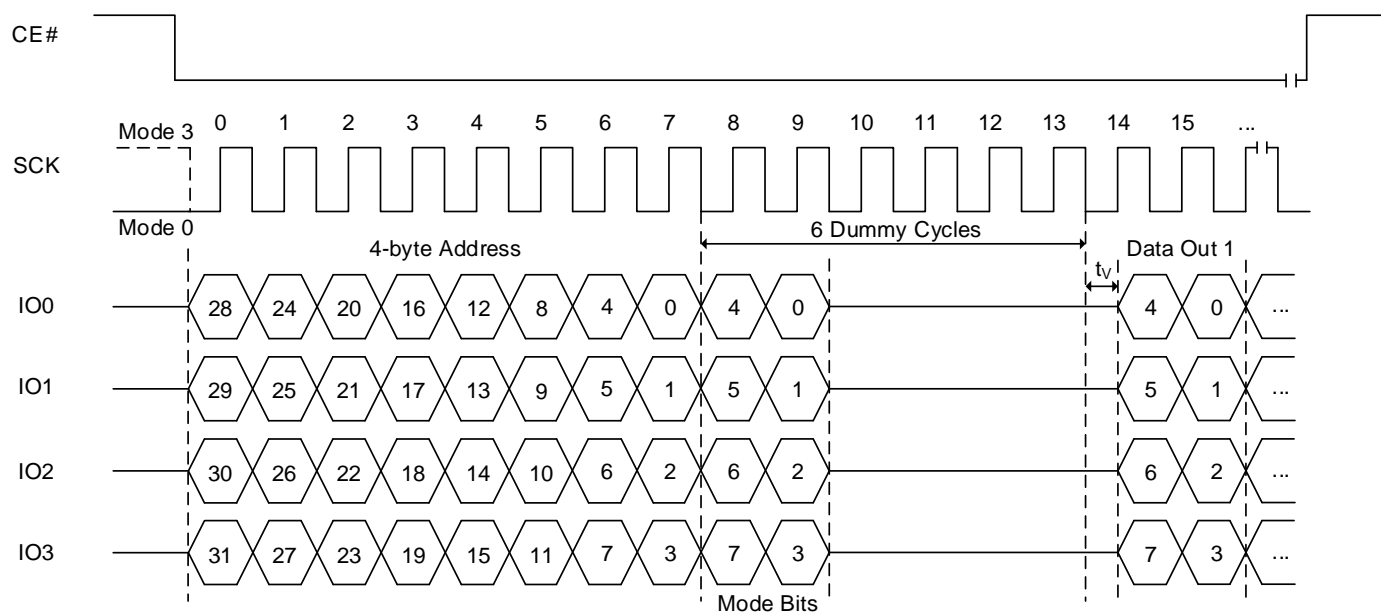 CE#
Mode 3 0 1 2 3 4 5 6 7 8 9 10 11 12 13 14 15 ...
SCK
Mode 0
6 Dummy Cycles
4-byte Address Data Out 1
tV
IO0 28 24 20 16 12 8 4 0 4 0 4 0 ...
IO1 29 25 21 17 13 9 5 1 5 1 5 1 ...
IO2 30 26 22 18 14 10 6 2 6 2 6 2 ...
IO3 31 27 23 19 15 11 7 3 7 3 7 3 ...
Mode Bits